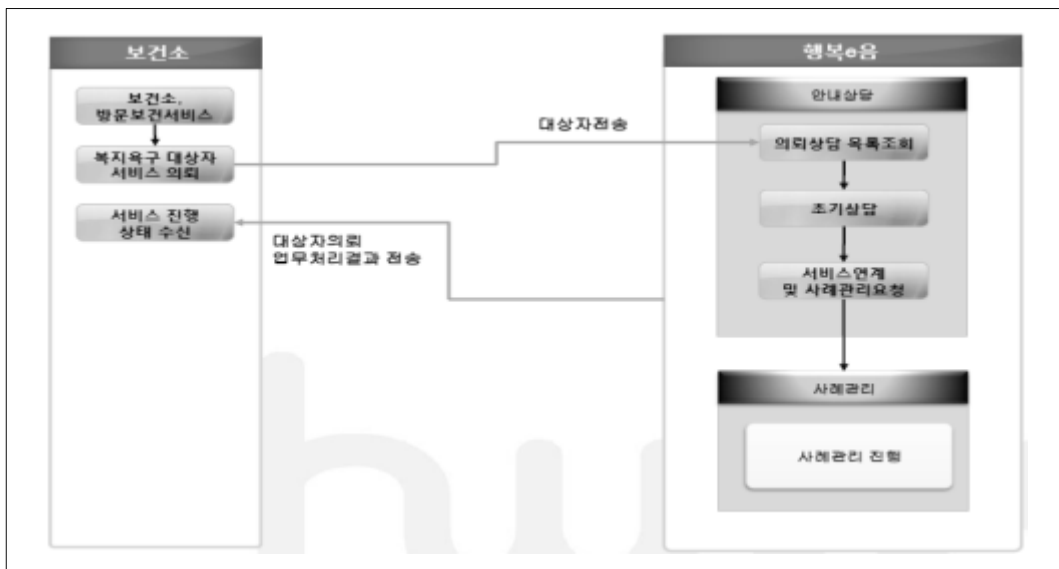 보건소
보건소,
방문보건서비스
복지욕구 대상자
서비스 의뢰
서비스 진행
상태 수신
대상자전송
대상자의뢰
업무처리결과 전송
행복e음
안내상담
의뢰상담 목록조회
초기상담
서비스연계
및 사례관리요청
사례관리
사례관리 진행